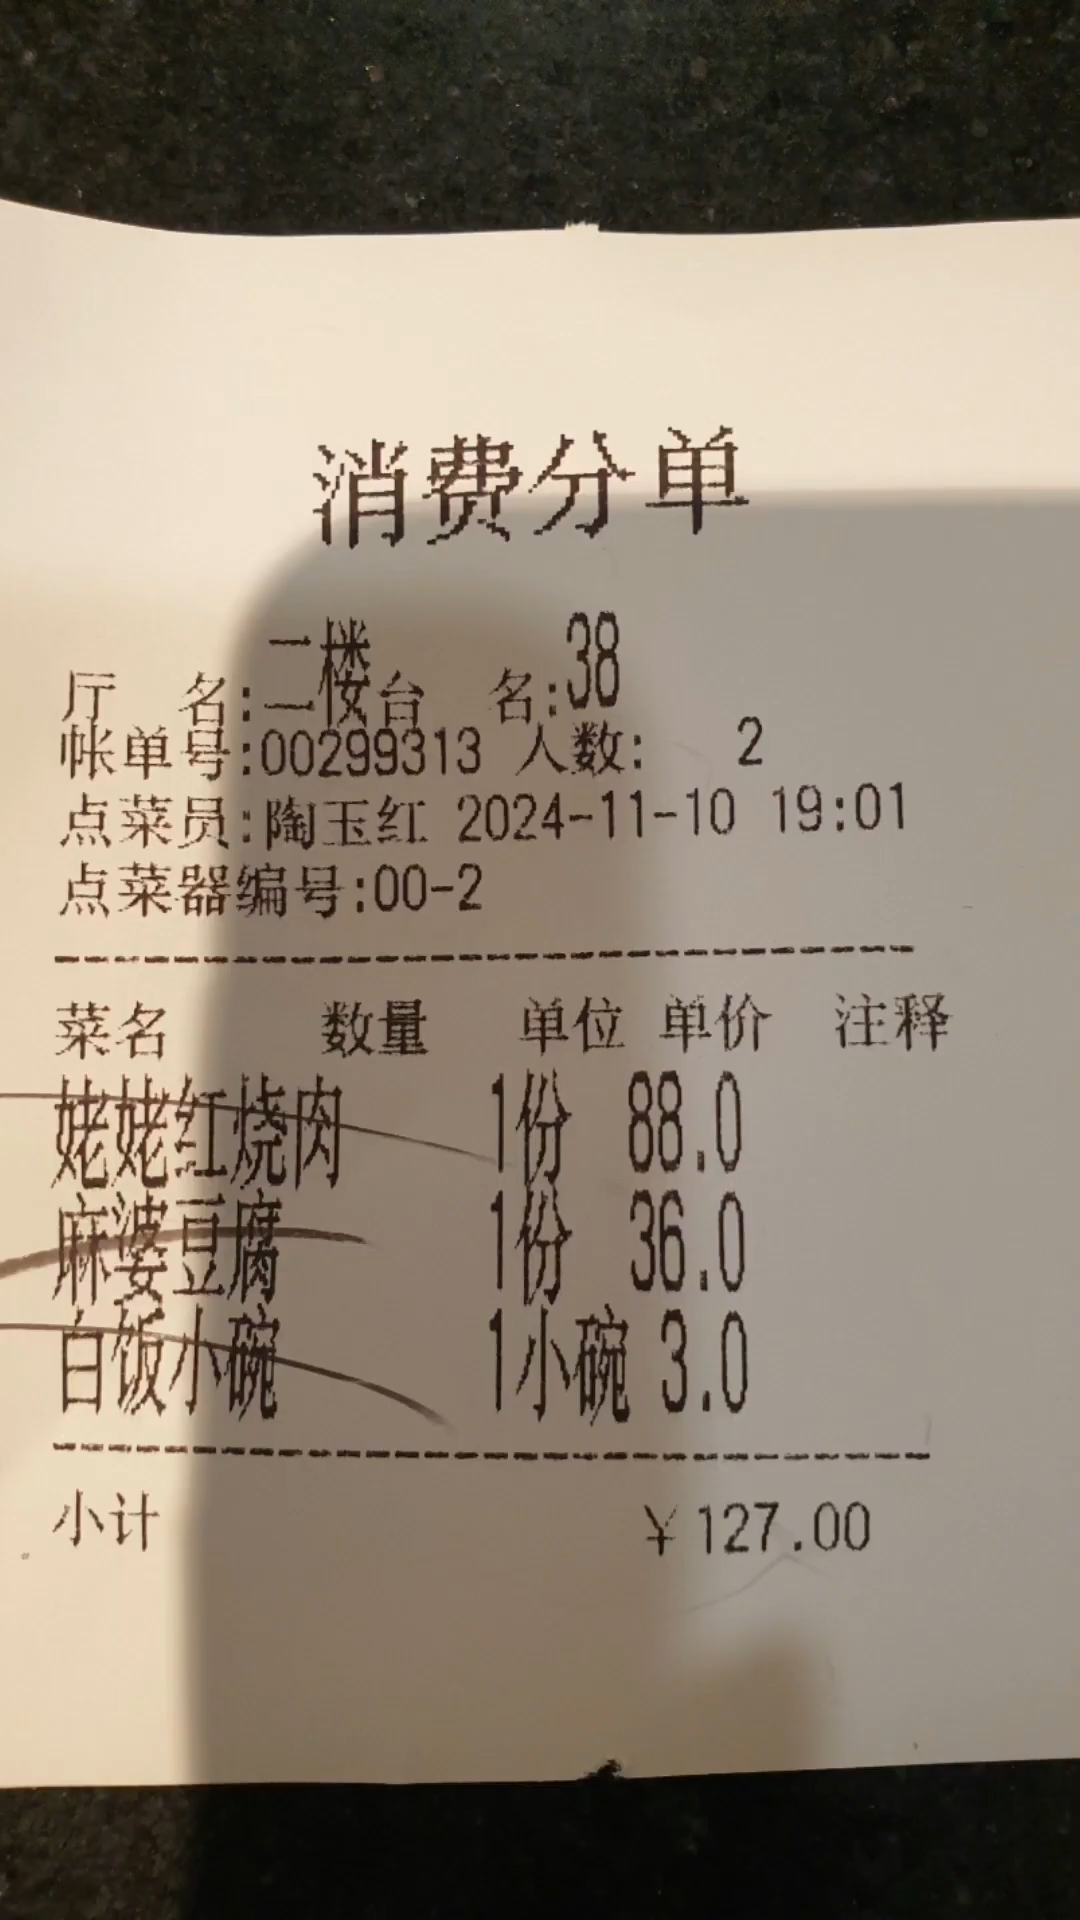 消费分单
厅 名:二楼台 名:38
帐单号:00299313 人数: 2
点菜员:陶玉红 2024-11-10 19:01
点菜器编号:00-2
菜名 数量 单位 单价 注释
姥姥红烧肉 1份 88.0
麻婆豆腐 1份 36.0
白饭小碗 1小碗 3.0
小计 ￥127.00